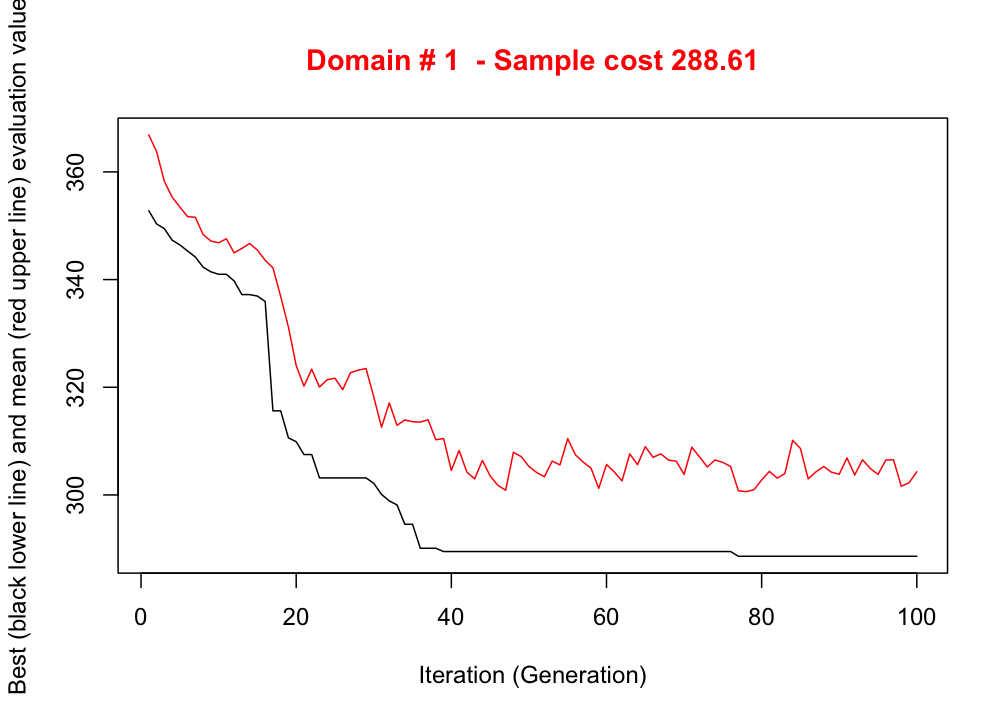 Domain # 1  - Sample cost 288.61
Best (black lower line) and mean (red upper line) evaluation value
360
340
320
300
0 20 40 60 80 100
Iteration (Generation)